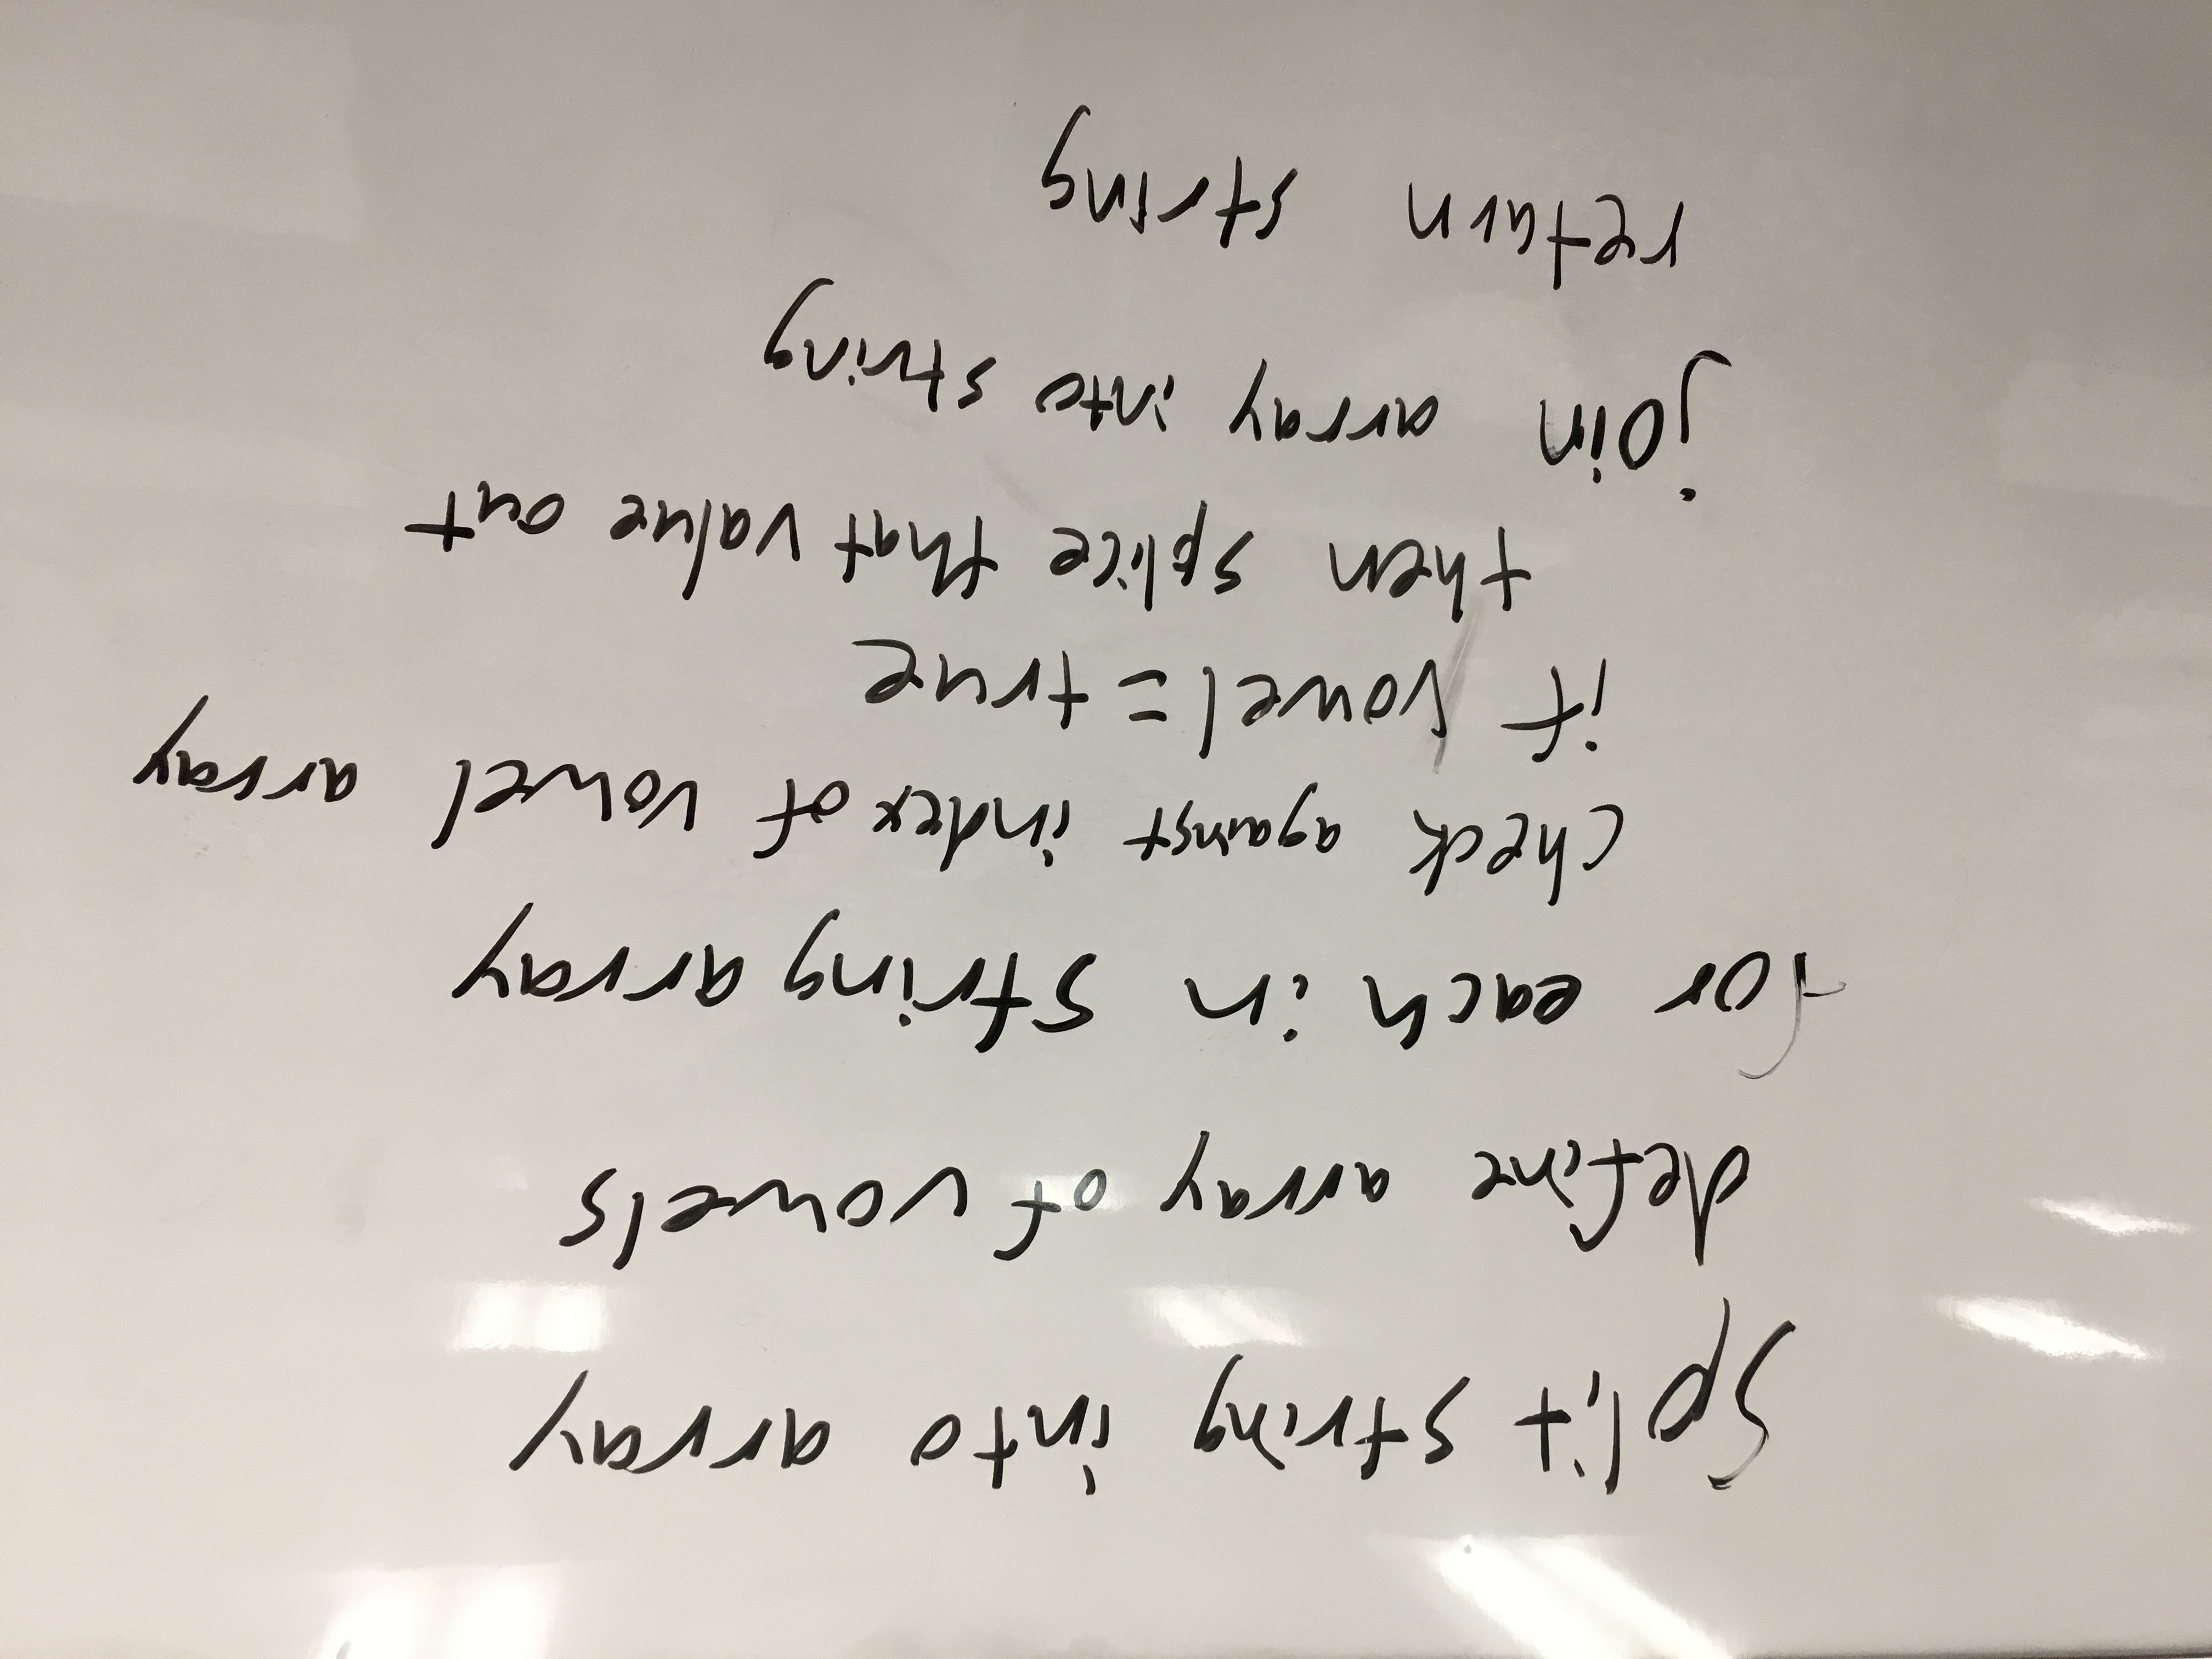 Split string into array
define array of vowels
for each in string array
check against index of vowel array
if vowel = true
then splice that value out
join array into string
return string